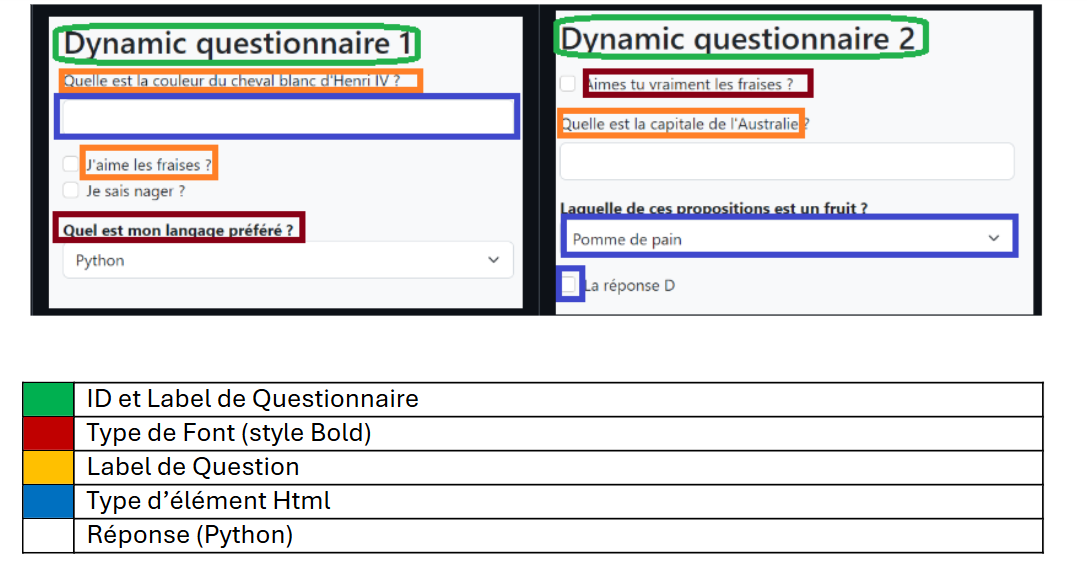 Dynamic questionnaire 1
Quelle est la couleur du cheval blanc d'Henri IV ?
J'aime les fraises ?
Je sais nager ?
Quel est mon langage préféré ?
Python
Dynamic questionnaire 2
Aimes tu vraiment les fraises ?
Quelle est la capitale de l'Australie ?
Laquelle de ces propositions est un fruit ?
Pomme de pain
La réponse D
ID et Label de Questionnaire
Type de Font (style Bold)
Label de Question
Type d'élément Html
Réponse (Python)